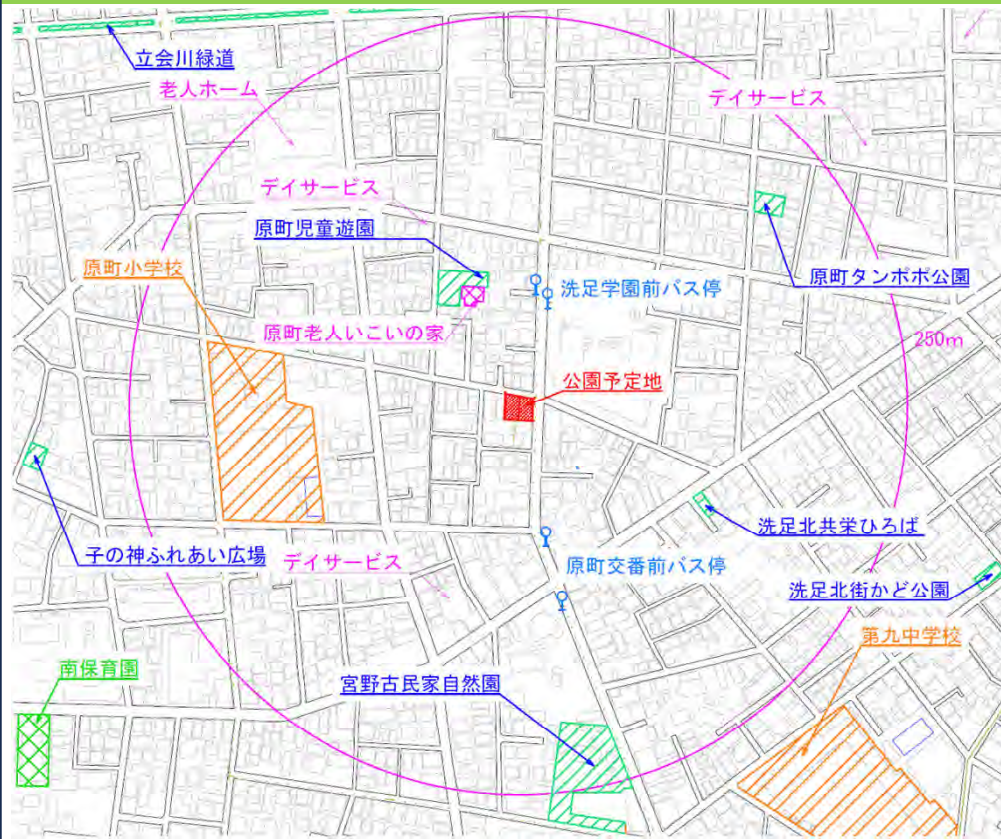 立会川緑道
老人ホーム
デイサービス
デイサービス
原町児童遊園
原町小学校
洗足学園前バス停
原町タンポポ公園
原町老人いこいの家
250m
公園予定地
洗足北共栄ひろば
子の神ふれあい広場
デイサービス
原町交番前バス停
洗足北街かど公園
第九中学校
南保育園
宮野古民家自然園